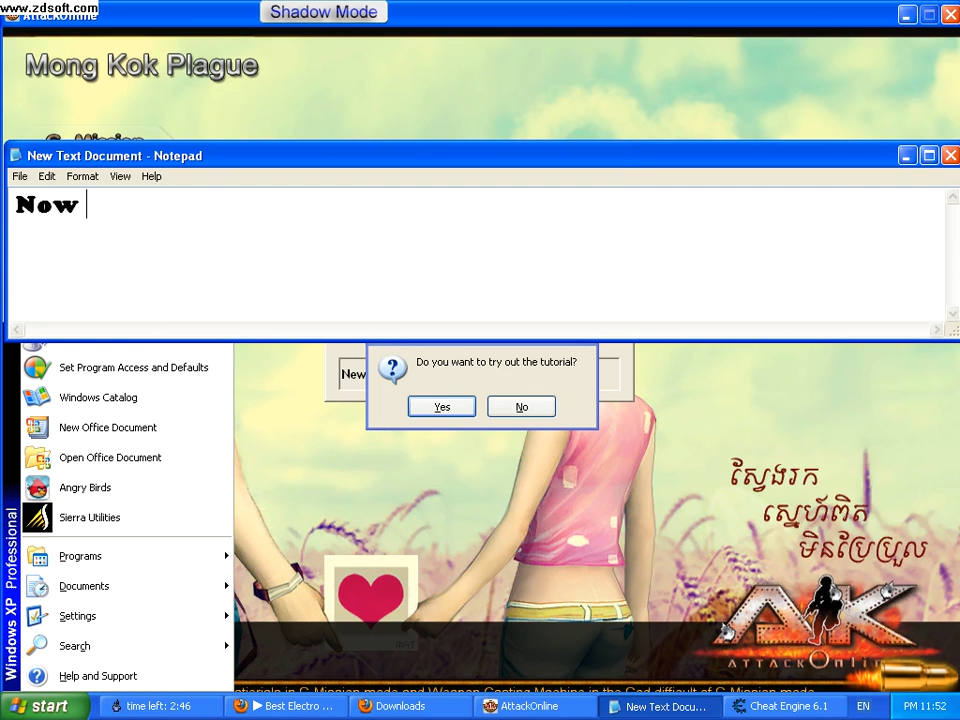 www.zdsoft.com
AttackOnline
Shadow Mode
Mong Kok Plague
New Text Document - Notepad
File Edit Format View Help
Now
Set Program Access and Defaults
Windows Catalog
New Office Document
Open Office Document
Angry Birds
Sierra Utilities
Programs
Documents
Settings
Search
Help and Support
Windows XP Professional
New
Do you want to try out the tutorial?
Yes No
ស្វែងរក
ស្នេហ៍ពិត
មិនប្រែប្រួល
AK
ATTACKONLINE
start
time left: 2:46
Best Electro ...
Downloads
AttackOnline
New Text Docu...
Cheat Engine 6.1
EN
PM 11:52